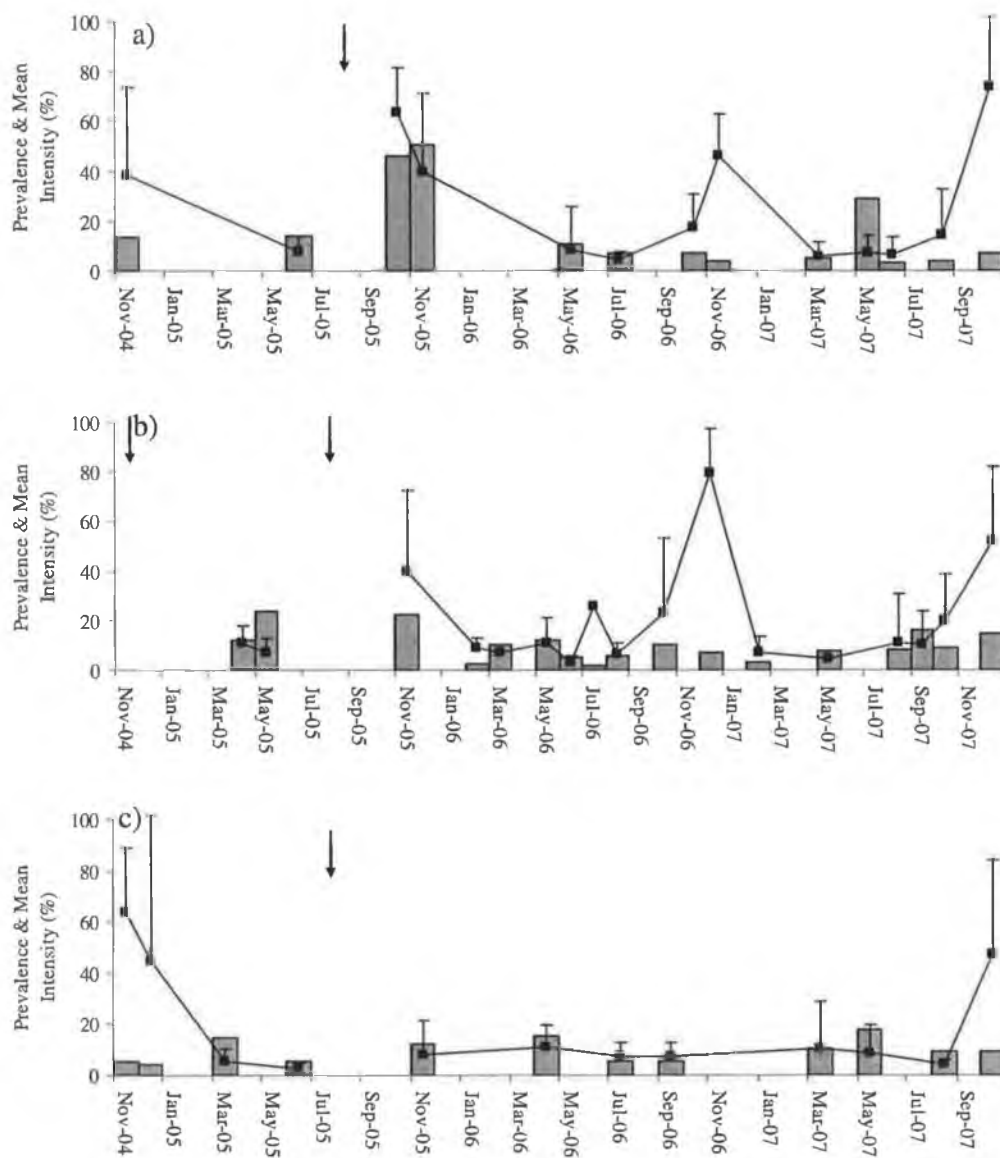 a)
Prevalence & Mean
Intensity (%)
100
80
60
40
20
0
Nov-04
Jan-05
Mar-05
May-05
Jul-05
Sep-05
Nov-05
Jan-06
Mar-06
May-06
Jul-06
Sep-06
Nov-06
Jan-07
Mar-07
May-07
Jul-07
Sep-07
b)
Prevalence & Mean
Intensity (%)
100
80
60
40
20
0
Nov-04
Jan-05
Mar-05
May-05
Jul-05
Sep-05
Nov-05
Jan-06
Mar-06
May-06
Jul-06
Sep-06
Nov-06
Jan-07
Mar-07
May-07
Jul-07
Sep-07
Nov-07
c)
Prevalence & Mean
Intensity (%)
100
80
60
40
20
0
Nov-04
Jan-05
Mar-05
May-05
Jul-05
Sep-05
Nov-05
Jan-06
Mar-06
May-06
Jul-06
Sep-06
Nov-06
Jan-07
Mar-07
May-07
Jul-07
Sep-07